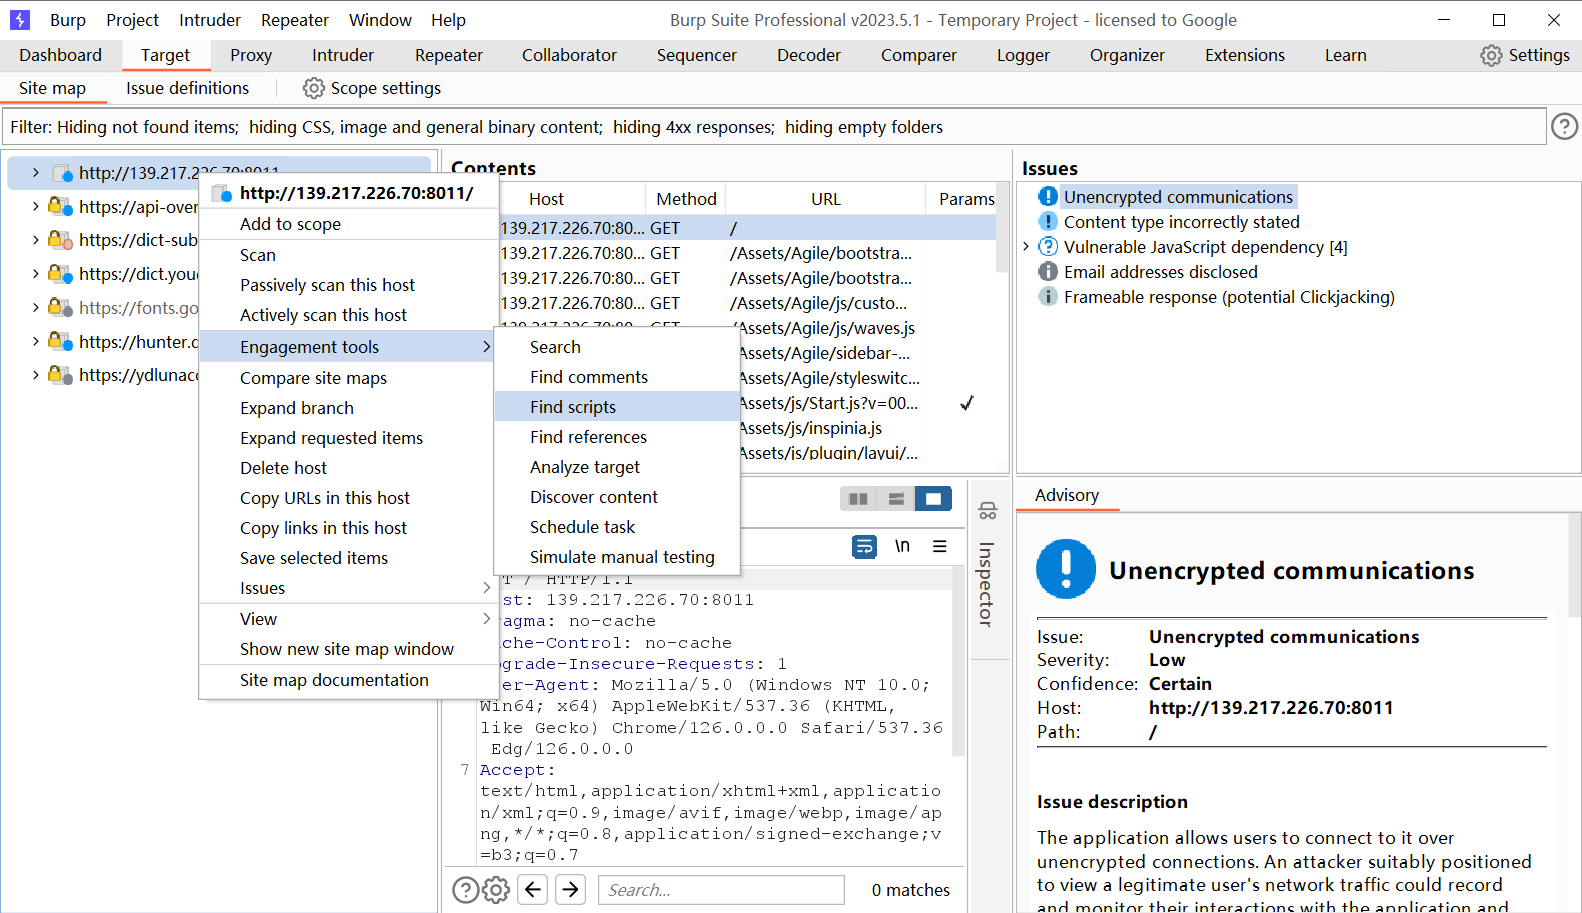 Burp Project Intruder Repeater Window Help Burp Suite Professional v2023.5.1 - Temporary Project - licensed to Google
Dashboard Target Proxy Intruder Repeater Collaborator Sequencer Decoder Comparer Logger Organizer Extensions Learn Settings
Site map Issue definitions Scope settings
Filter: Hiding not found items; hiding CSS, image and general binary content; hiding 4xx responses; hiding empty folders
http://139.217.226.70:8011
https://api-over
https://dict-sub
https://dict.you
https://fonts.go
https://hunter.
https://ydlunac
http://139.217.226.70:8011/
Add to scope
Scan
Passively scan this host
Actively scan this host
Engagement tools
Compare site maps
Expand branch
Expand requested items
Delete host
Copy URLs in this host
Copy links in this host
Save selected items
Issues
View
Show new site map window
Site map documentation
Search
Find comments
Find scripts
Find references
Analyze target
Discover content
Schedule task
Simulate manual testing
Contents
Host Method URL Params
139.217.226.70:80... GET /
139.217.226.70:80... GET /Assets/Agile/bootstra...
139.217.226.70:80... GET /Assets/Agile/bootstra...
139.217.226.70:80... GET /Assets/Agile/js/custo...
139.217.226.70:80... GET /Assets/Agile/js/waves.js
Assets/Agile/sidebar-...
Assets/Agile/styleswitc...
Assets/js/Start.js?v=00... ✓
Assets/js/inspinia.js
Assets/js/plugin/layui/...
\n
T / HTTP/1.1
st: 139.217.226.70:8011
ragma: no-cache
ache-Control: no-cache
pgrade-Insecure-Requests: 1
er-Agent: Mozilla/5.0 (Windows NT 10.0;
Win64; x64) AppleWebKit/537.36 (KHTML,
like Gecko) Chrome/126.0.0.0 Safari/537.36
Edg/126.0.0.0
7 Accept:
text/html,application/xhtml+xml,applicatio
n/xml;q=0.9,image/avif,image/webp,image/ap
ng,*/*;q=0.8,application/signed-exchange;v
=b3;q=0.7
Search... 0 matches
Inspector
Issues
Unencrypted communications
Content type incorrectly stated
Vulnerable JavaScript dependency [4]
Email addresses disclosed
Frameable response (potential Clickjacking)
Advisory
Unencrypted communications
Issue: Unencrypted communications
Severity: Low
Confidence: Certain
Host: http://139.217.226.70:8011
Path: /
Issue description
The application allows users to connect to it over
unencrypted connections. An attacker suitably positioned
to view a legitimate user's network traffic could record
and monitor their interactions with the application and